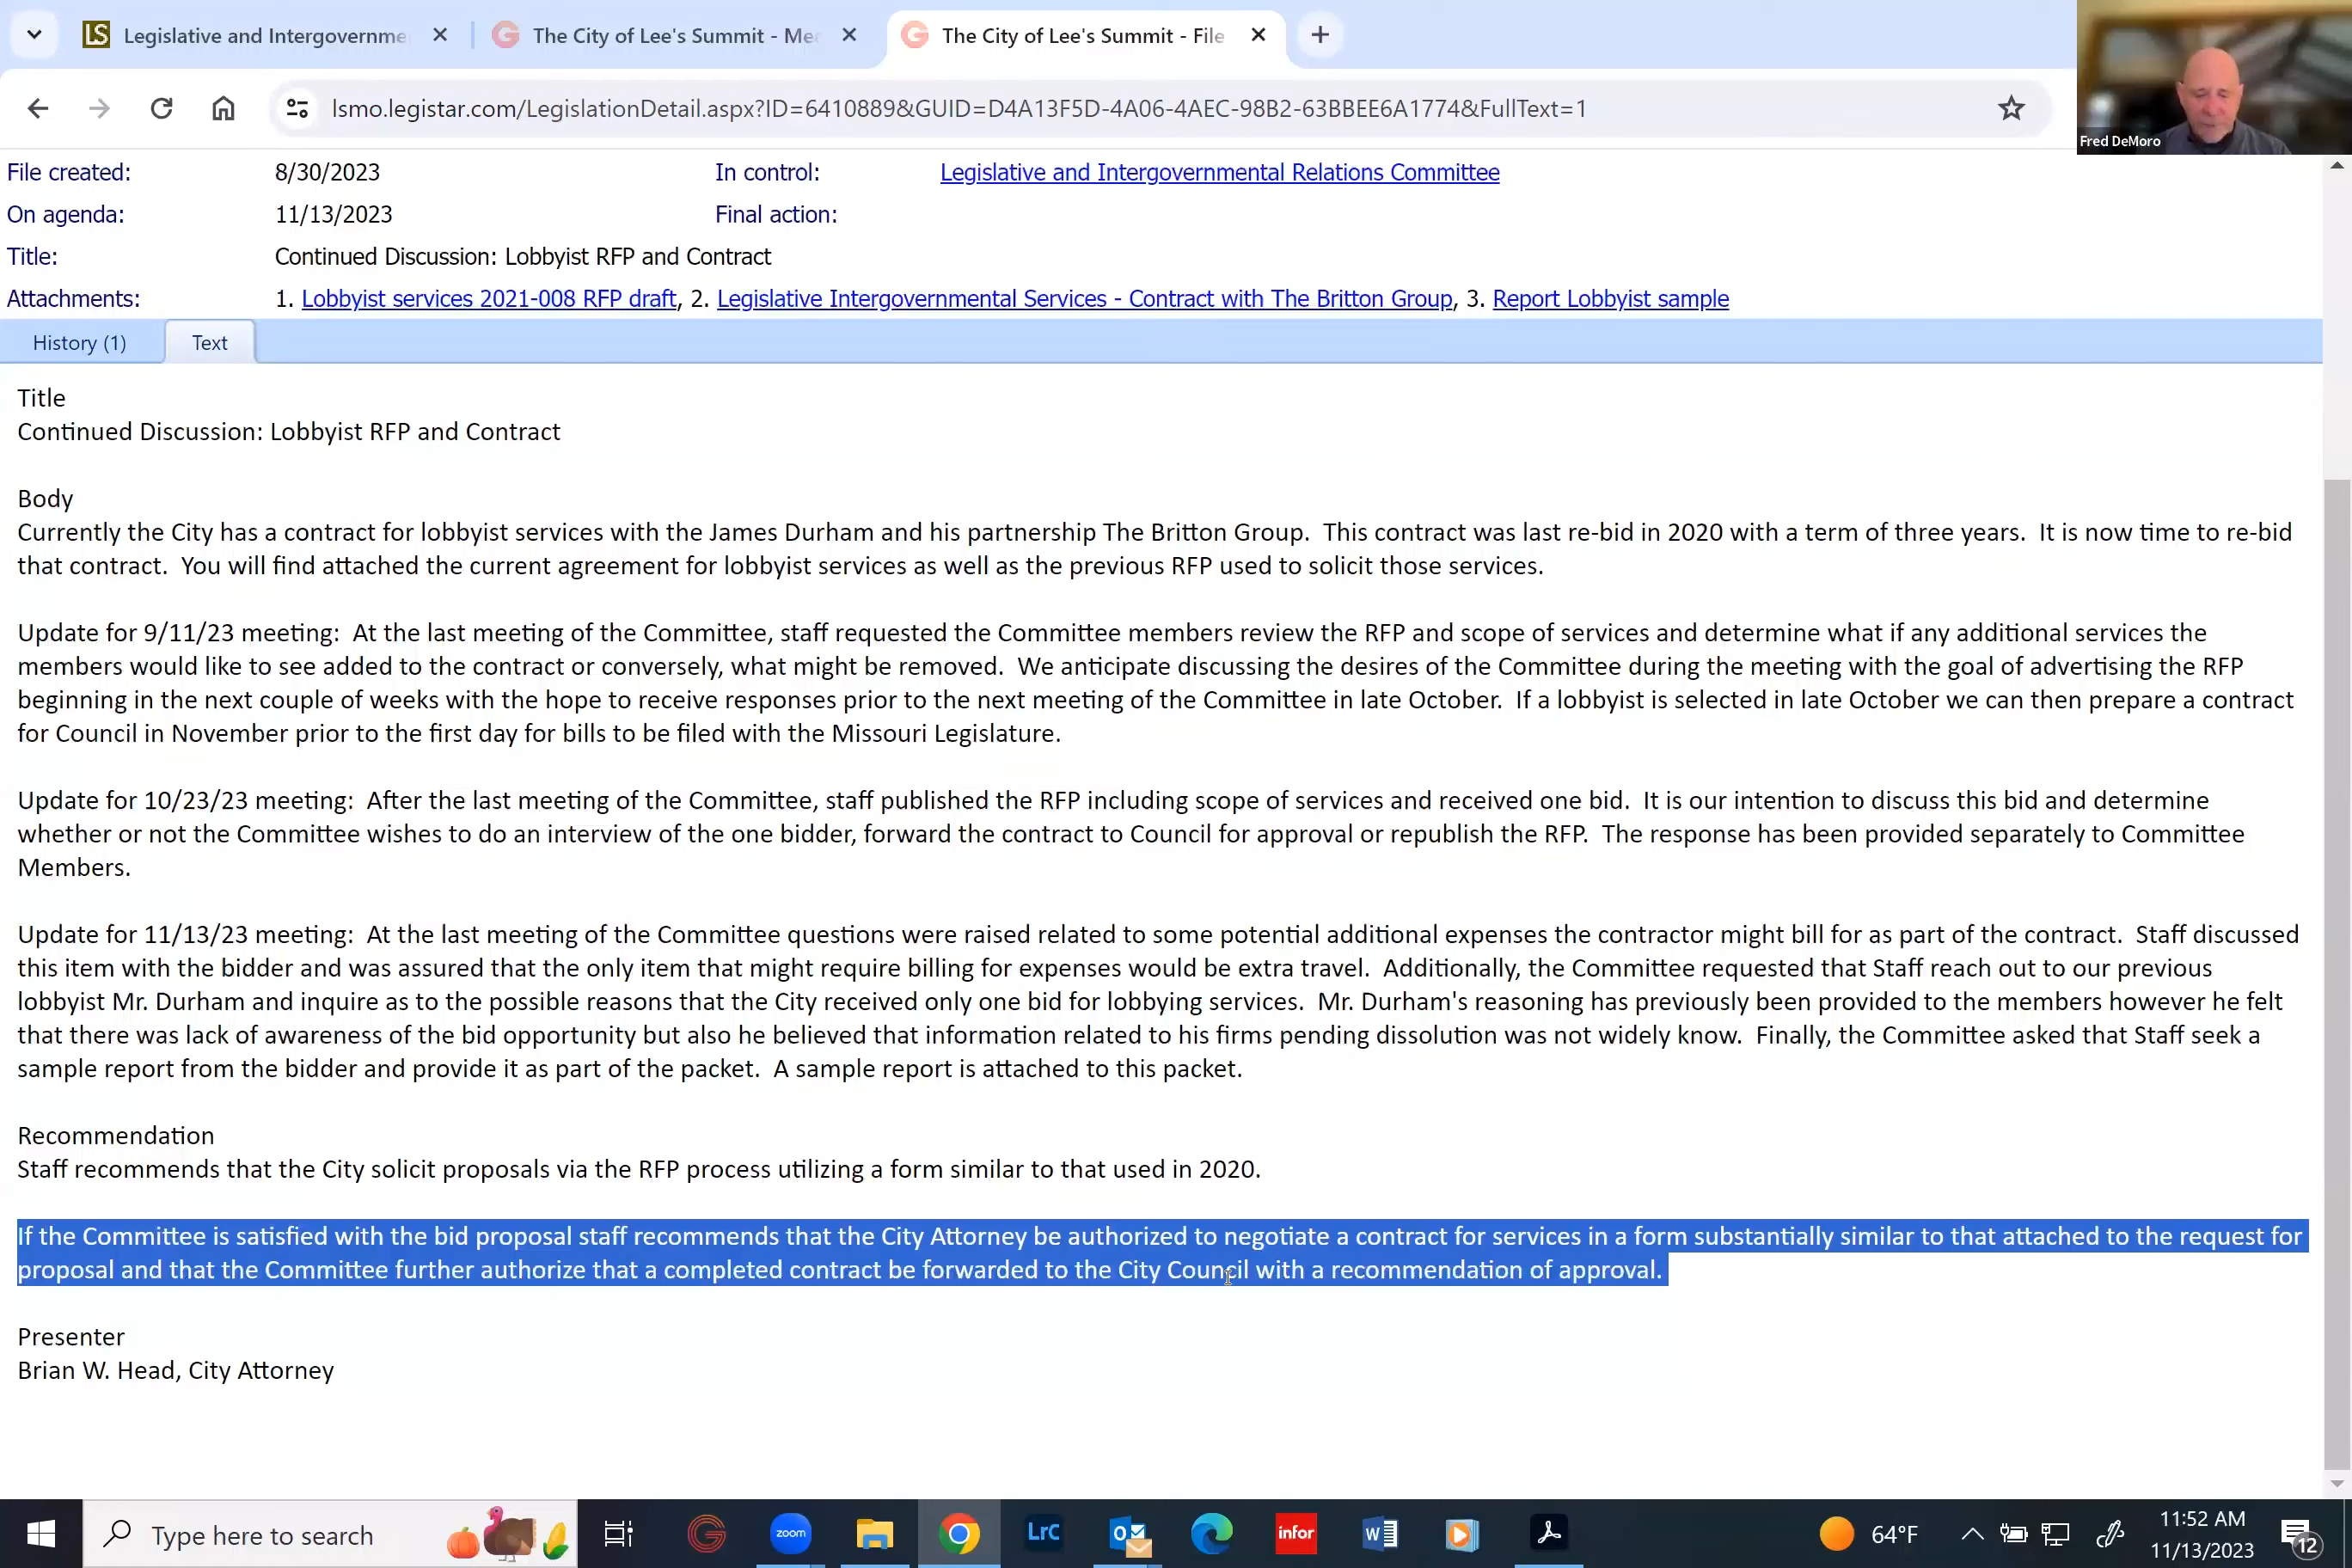 LS Legislative and Intergovernme
The City of Lee's Summit - Me
The City of Lee's Summit - File
lsmo.legistar.com/LegislationDetail.aspx?ID=6410889&GUID=D4A13F5D-4A06-4AEC-98B2-63BBEE6A1774&FullText=1
Fred DeMoro
File created: 8/30/2023 In control: Legislative and Intergovernmental Relations Committee
On agenda: 11/13/2023 Final action:
Title: Continued Discussion: Lobbyist RFP and Contract
Attachments: 1. Lobbyist services 2021-008 RFP draft, 2. Legislative Intergovernmental Services - Contract with The Britton Group, 3. Report Lobbyist sample
History (1) Text
Title
Continued Discussion: Lobbyist RFP and Contract
Body
Currently the City has a contract for lobbyist services with the James Durham and his partnership The Britton Group. This contract was last re-bid in 2020 with a term of three years. It is now time to re-bid
that contract. You will find attached the current agreement for lobbyist services as well as the previous RFP used to solicit those services.
Update for 9/11/23 meeting: At the last meeting of the Committee, staff requested the Committee members review the RFP and scope of services and determine what if any additional services the
members would like to see added to the contract or conversely, what might be removed. We anticipate discussing the desires of the Committee during the meeting with the goal of advertising the RFP
beginning in the next couple of weeks with the hope to receive responses prior to the next meeting of the Committee in late October. If a lobbyist is selected in late October we can then prepare a contract
for Council in November prior to the first day for bills to be filed with the Missouri Legislature.
Update for 10/23/23 meeting: After the last meeting of the Committee, staff published the RFP including scope of services and received one bid. It is our intention to discuss this bid and determine
whether or not the Committee wishes to do an interview of the one bidder, forward the contract to Council for approval or republish the RFP. The response has been provided separately to Committee
Members.
Update for 11/13/23 meeting: At the last meeting of the Committee questions were raised related to some potential additional expenses the contractor might bill for as part of the contract. Staff discussed
this item with the bidder and was assured that the only item that might require billing for expenses would be extra travel. Additionally, the Committee requested that Staff reach out to our previous
lobbyist Mr. Durham and inquire as to the possible reasons that the City received only one bid for lobbying services. Mr. Durham's reasoning has previously been provided to the members however he felt
that there was lack of awareness of the bid opportunity but also he believed that information related to his firms pending dissolution was not widely know. Finally, the Committee asked that Staff seek a
sample report from the bidder and provide it as part of the packet. A sample report is attached to this packet.
Recommendation
Staff recommends that the City solicit proposals via the RFP process utilizing a form similar to that used in 2020.
If the Committee is satisfied with the bid proposal staff recommends that the City Attorney be authorized to negotiate a contract for services in a form substantially similar to that attached to the request for
proposal and that the Committee further authorize that a completed contract be forwarded to the City Council with a recommendation of approval.
Presenter
Brian W. Head, City Attorney
Type here to search
zoom
LrC
infor
64°F
11:52 AM
11/13/2023
12